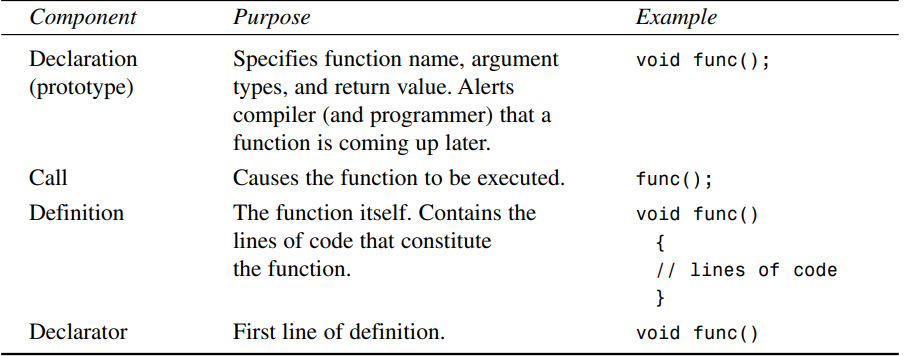 Component Purpose Example
Declaration Specifies function name, argument void func();
(prototype) types, and return value. Alerts
compiler (and programmer) that a
function is coming up later.
Call Causes the function to be executed. func();
Definition The function itself. Contains the void func()
lines of code that constitute {
the function. // lines of code
}
Declarator First line of definition. void func()